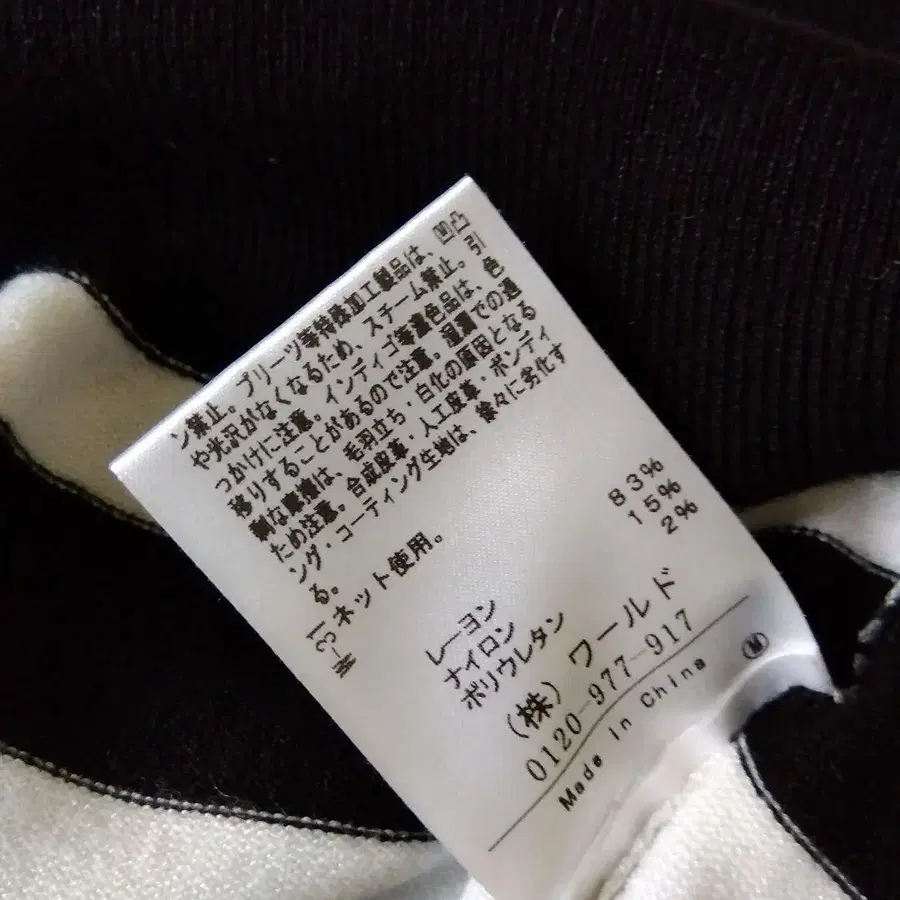 ン禁止。プリーツ等特殊加工製品は、凹凸
や光沢がなくなるため、スチーム禁止。引
っかけに注意。インディゴ等濃色品は、色
移りすることがあるので注意。湿潤での過
剰な摩擦は、毛羽立ち・白化の原因となる
ため注意。合成皮革・人工皮革・ボンディ
ング・コーティング生地は、徐々に劣化す
る。
ネット使用。
レーヨン 83%
ナイロン 15%
ポリウレタン 2%
(株)ワールド
0120-977-917
Made in China
M